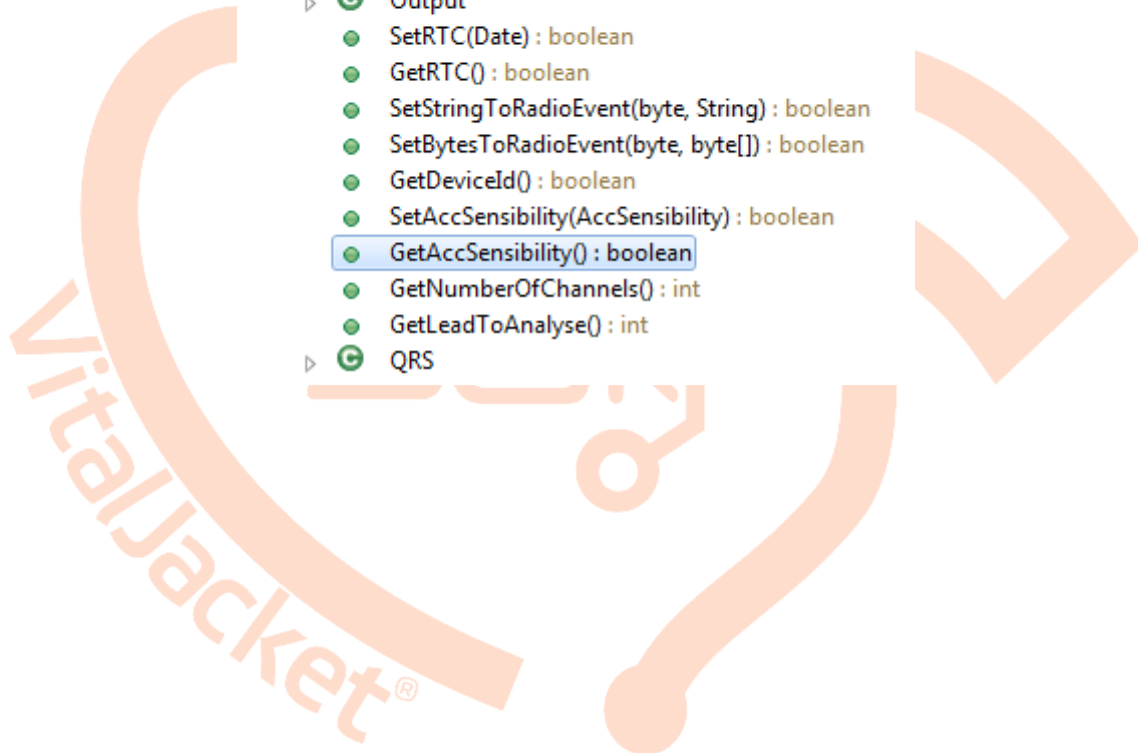 Output
SetRTC(Date) : boolean
GetRTC() : boolean
SetStringToRadioEvent(byte, String) : boolean
SetBytesToRadioEvent(byte, byte[]) : boolean
GetDeviceId() : boolean
SetAccSensibility(AccSensibility) : boolean
GetAccSensibility() : boolean
GetNumberOfChannels() : int
GetLeadToAnalyse() : int
C QRS
VitalJacket®